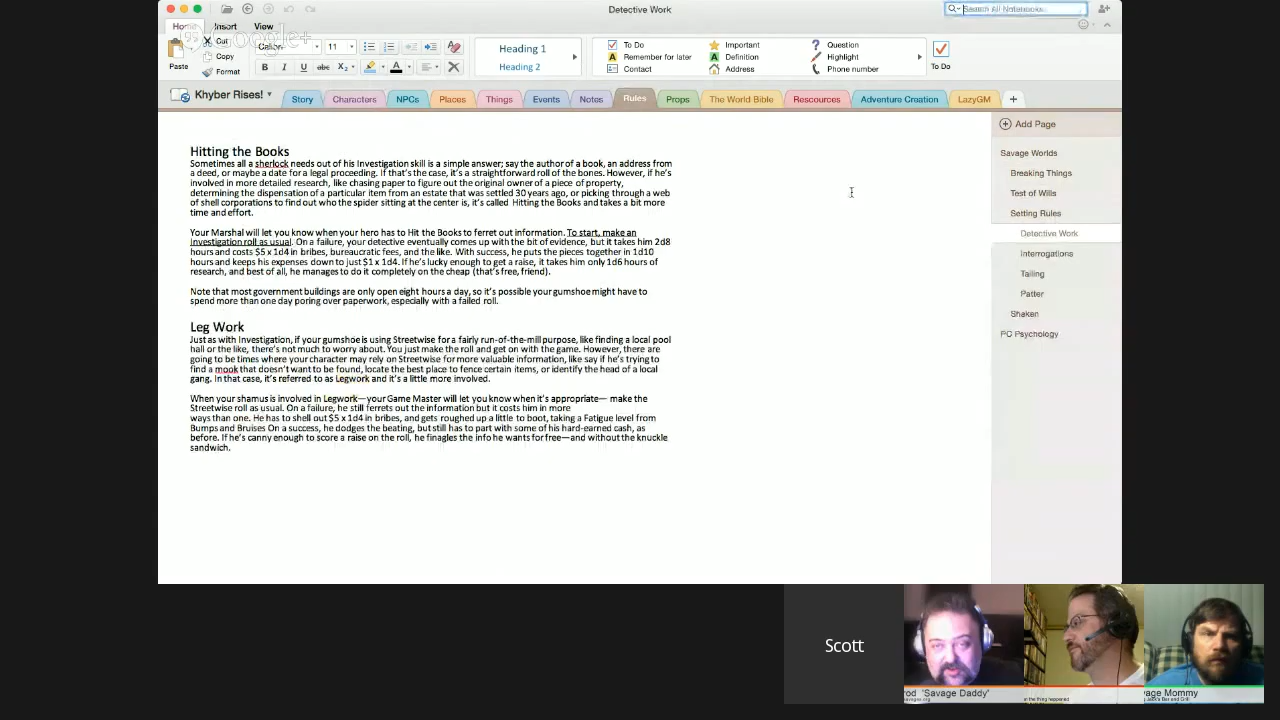 Detective Work
Search All Notebooks
Home Insert View
Google+
Paste
Cut
Copy
Format
Calibri 11
B I U abc X₂ A
Heading 1
Heading 2
To Do
Remember for later
Contact
Important
Definition
Address
Question
Highlight
Phone number
To Do
Khyber Rises!
Story Characters NPCs Places Things Events Notes Rules Props The World Bible Rescources Adventure Creation LazyGM +
Hitting the Books
Sometimes all a sherlock needs out of his Investigation skill is a simple answer; say the author of a book, an address from
a deed, or maybe a date for a legal proceeding. If that's the case, it's a straightforward roll of the bones. However, if he's
involved in more detailed research, like chasing paper to figure out the original owner of a piece of property,
determining the dispensation of a particular item from an estate that was settled 30 years ago, or picking through a web
of shell corporations to find out who the spider sitting at the center is, it's called Hitting the Books and takes a bit more
time and effort.
Your Marshal will let you know when your hero has to Hit the Books to ferret out information. To start, make an
Investigation roll as usual. On a failure, your detective eventually comes up with the bit of evidence, but it takes him 2d8
hours and costs $5 x 1d4 in bribes, bureaucratic fees, and the like. With success, he puts the pieces together in 1d10
hours and keeps his expenses down to just $1 x 1d4. If he's lucky enough to get a raise, it takes him only 1d6 hours of
research, and best of all, he manages to do it completely on the cheap (that's free, friend).
Note that most government buildings are only open eight hours a day, so it's possible your gumshoe might have to
spend more than one day poring over paperwork, especially with a failed roll.
Leg Work
Just as with Investigation, if your gumshoe is using Streetwise for a fairly run-of-the-mill purpose, like finding a local pool
hall or the like, there's not much to worry about. You just make the roll and get on with the game. However, there are
going to be times where your character may rely on Streetwise for more valuable information, like say if he's trying to
find a mook that doesn't want to be found, locate the best place to fence certain items, or identify the head of a local
gang. In that case, it's referred to as Legwork and it's a little more involved.
When your shamus is involved in Legwork—your Game Master will let you know when it's appropriate— make the
Streetwise roll as usual. On a failure, he still ferrets out the information but it costs him in more
ways than one. He has to shell out $5 x 1d4 in bribes, and gets roughed up a little to boot, taking a Fatigue level from
Bumps and Bruises On a success, he dodges the beating, but still has to part with some of his hard-earned cash, as
before. If he's canny enough to score a raise on the roll, he finagles the info he wants for free—and without the knuckle
sandwich.
Add Page
Savage Worlds
Breaking Things
Test of Wills
Setting Rules
Detective Work
Interrogations
Tailing
Patter
Shaken
PC Psychology
Scott
rod "Savage Daddy"
in the thing happened
vage Mommy
Jack's Bar and Grill